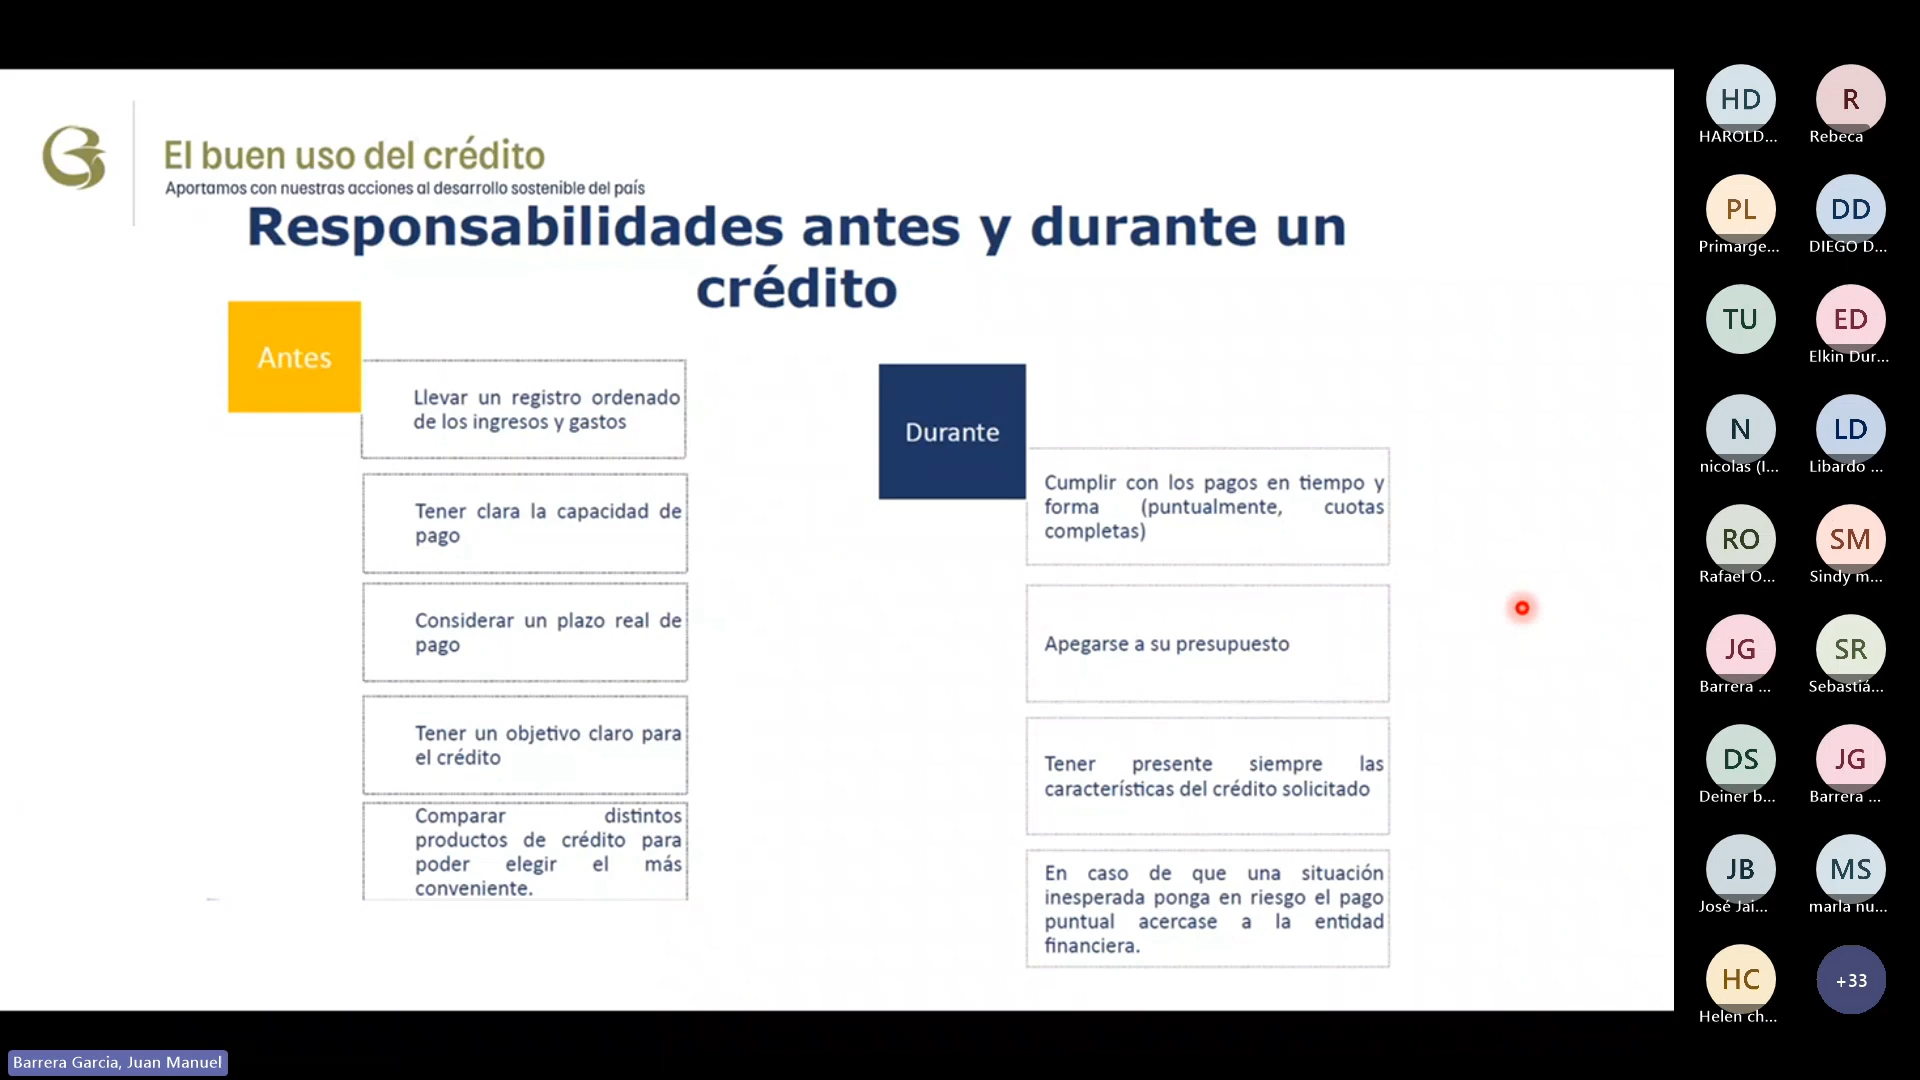 El buen uso del crédito
Aportamos con nuestras acciones al desarrollo sostenible del país
Responsabilidades antes y durante un
crédito
Antes
Llevar un registro ordenado
de los ingresos y gastos
Tener clara la capacidad de
pago
Considerar un plazo real de
pago
Tener un objetivo claro para
el crédito
Comparar distintos
productos de crédito para
poder elegir el más
conveniente.
Durante
Cumplir con los pagos en tiempo y
forma (puntualmente, cuotas
completas)
Apegarse a su presupuesto
Tener presente siempre las
características del crédito solicitado
En caso de que una situación
inesperada ponga en riesgo el pago
puntual acercase a la entidad
financiera.
HD
HAROLD...
R
Rebeca
PL
Primarge...
DD
DIEGO D...
TU
ED
Elkin Dur...
N
nicolas (I...
LD
Libardo ...
RO
Rafael O...
SM
Sindy m...
JG
Barrera ...
SR
Sebastiá...
DS
Deiner b...
JG
Barrera ...
JB
José Jai...
MS
marla nu...
HC
Helen ch...
+33
Barrera Garcia, Juan Manuel